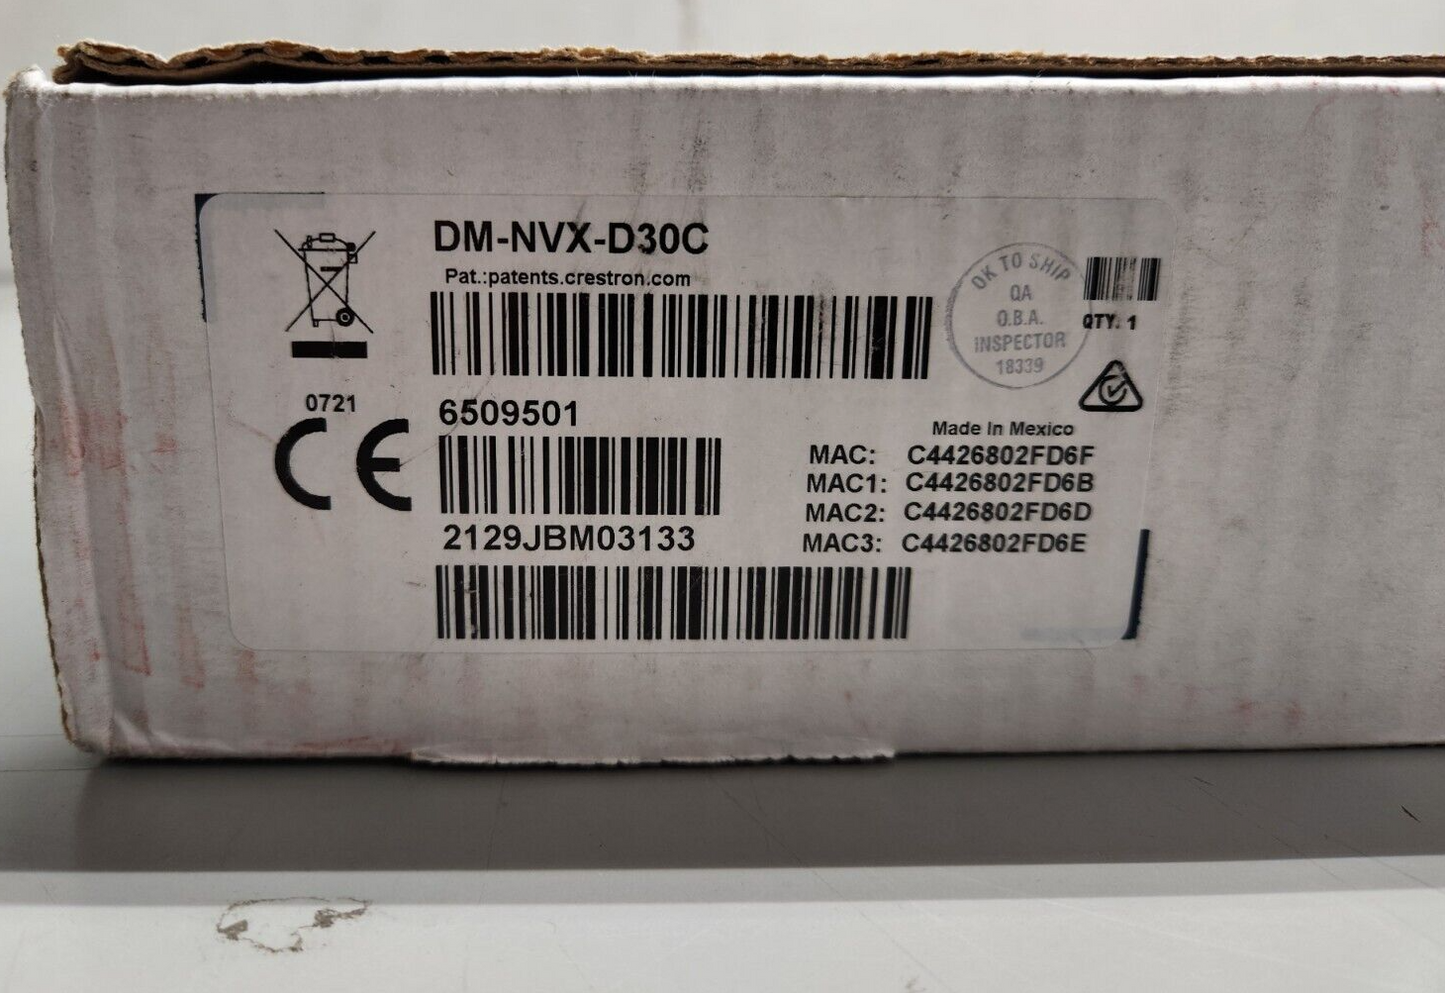 DM-NVX-D30C
Pat.:patents.crestron.com
OK TO SHIP
QA
O.B.A.
INSPECTOR
18339
QTY. 1
0721
CE
6509501
2129JBM03133
Made In Mexico
MAC: C4426802FD6F
MAC1: C4426802FD6B
MAC2: C4426802FD6D
MAC3: C4426802FD6E